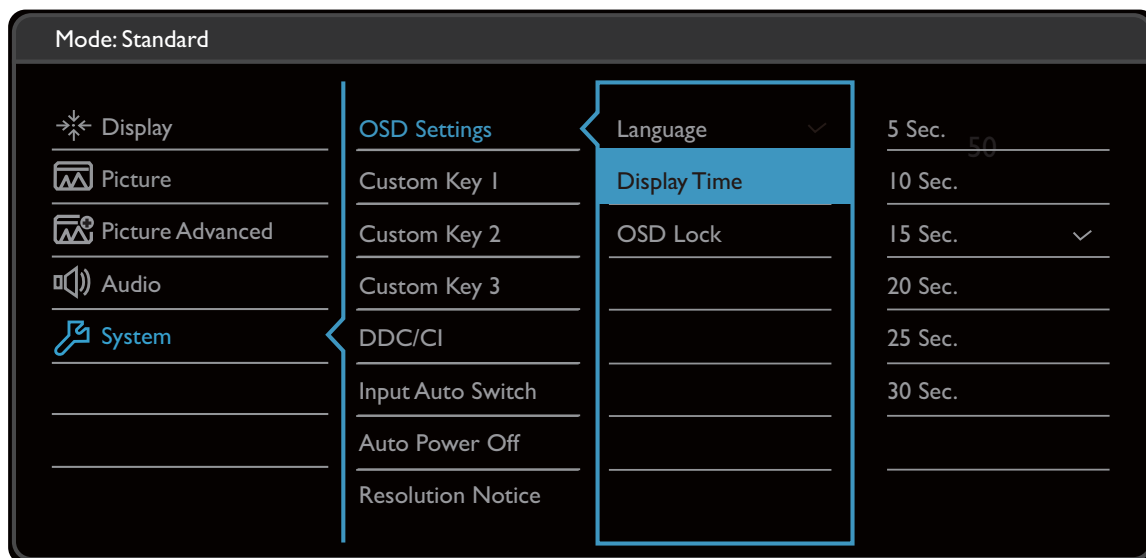 Mode: Standard
Display
Picture
Picture Advanced
Audio
System
OSD Settings
Custom Key 1
Custom Key 2
Custom Key 3
DDC/CI
Input Auto Switch
Auto Power Off
Resolution Notice
Language
Display Time
OSD Lock
5 Sec.
50
10 Sec.
15 Sec.
20 Sec.
25 Sec.
30 Sec.